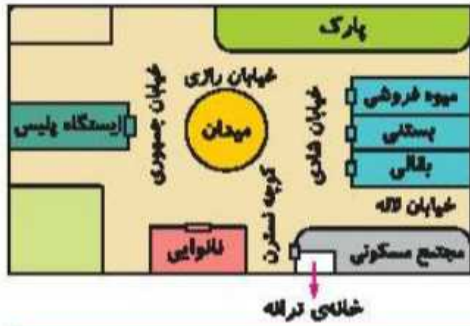 پارک
خیابان رازی
میوه فروشی
خیابان جمهوری
خیابان شادی
ایستگاه پلیس
میدان
بستنی
بقالی
کوچه نسترن
خیابان لاله
نانوایی
مجتمع مسکونی
خانه‌ی ترانه